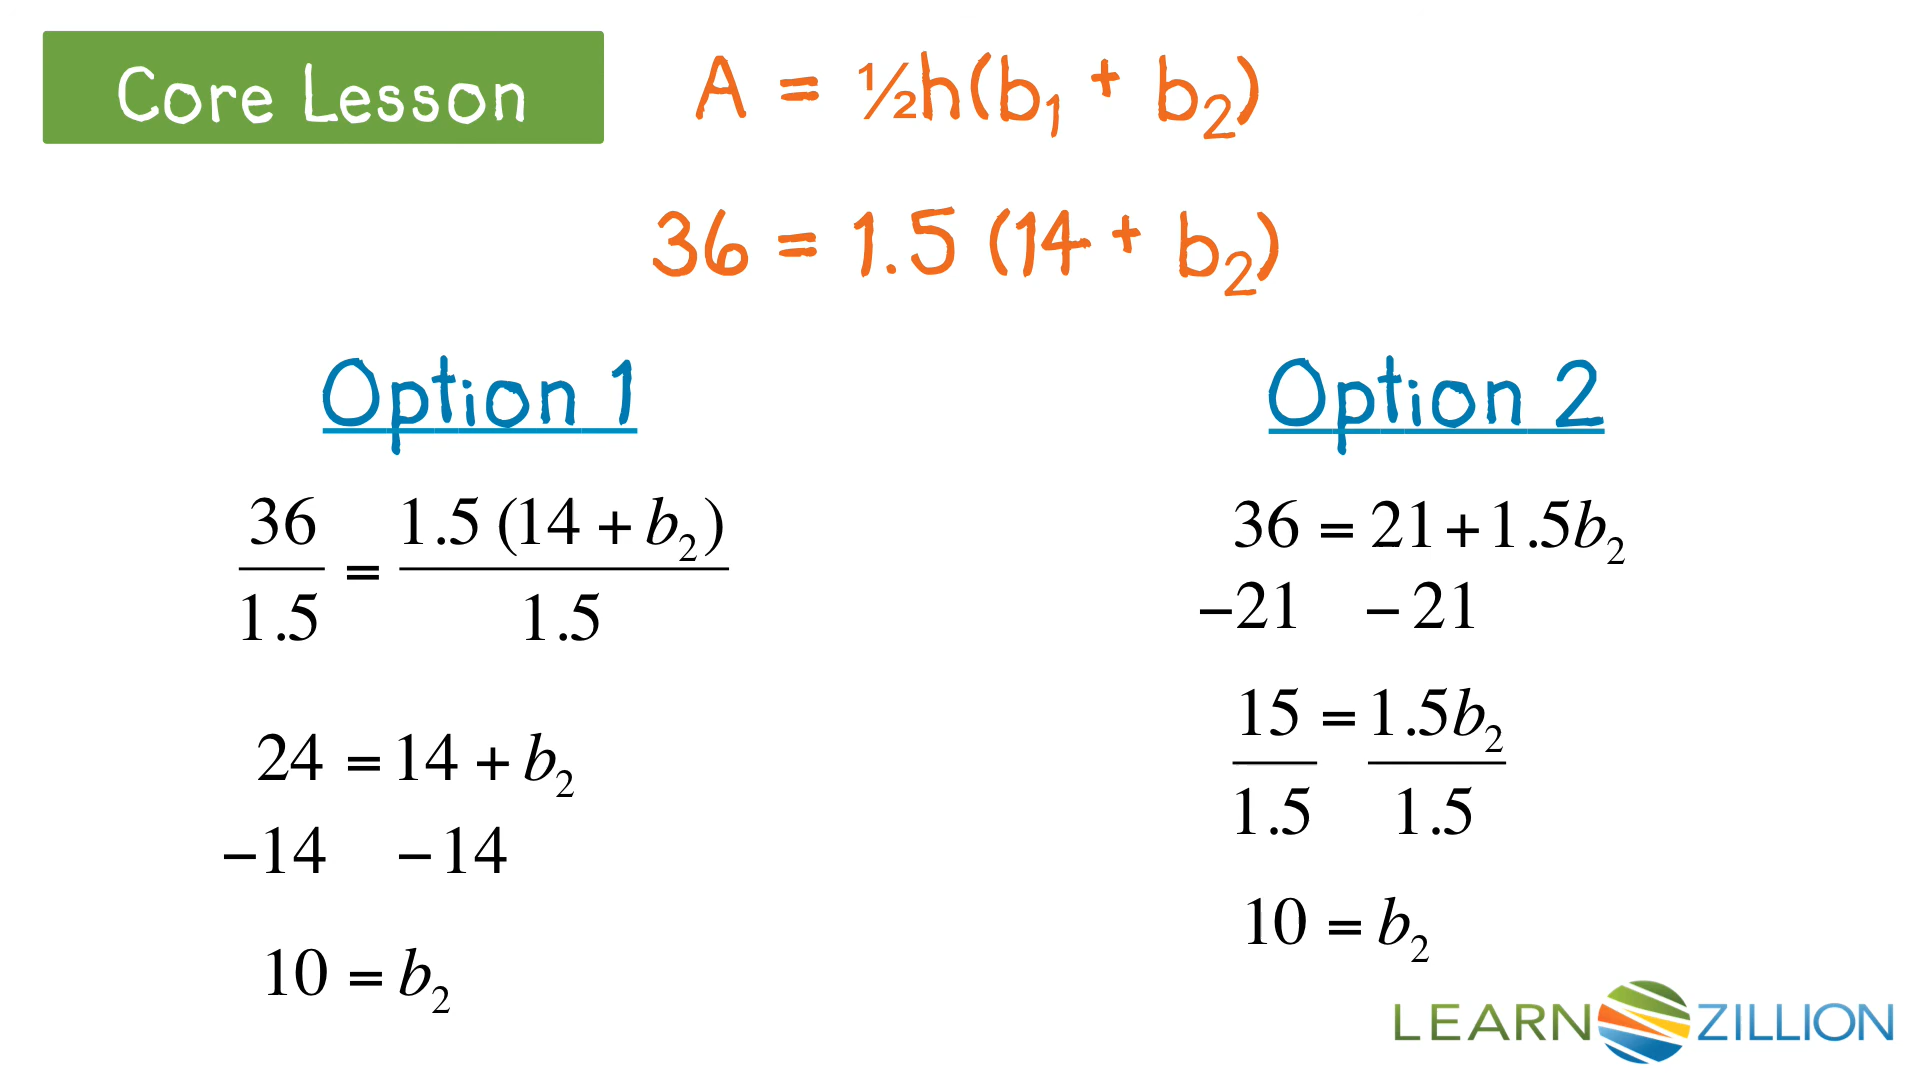 Core Lesson
A = ½h(b₁ + b₂)
36 = 1.5 (14 + b₂)
Option 1
36/1.5 = 1.5 (14 + b₂)/1.5
24 = 14 + b₂
−14 −14
10 = b₂
Option 2
36 = 21 + 1.5b₂
−21 −21
15/1.5 = 1.5b₂/1.5
10 = b₂
LEARN ZILLION